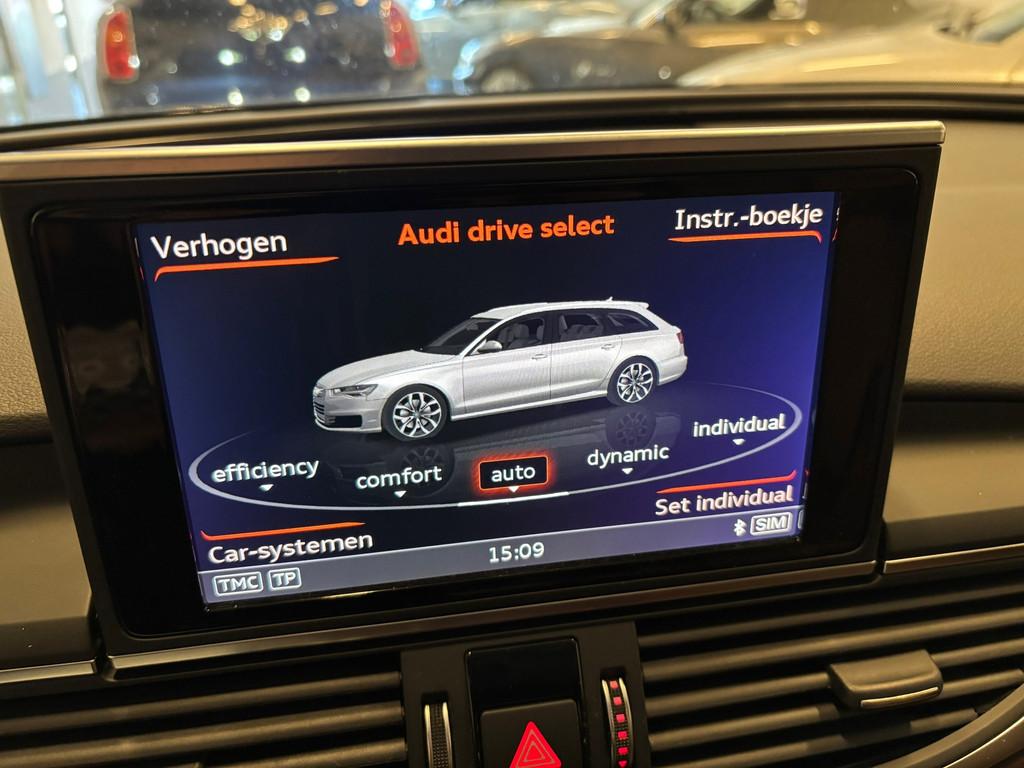 Verhogen
Audi drive select
Instr.-boekje
efficiency
comfort
auto
dynamic
individual
Car-systemen
Set individual
TMC TP
15:09
SIM